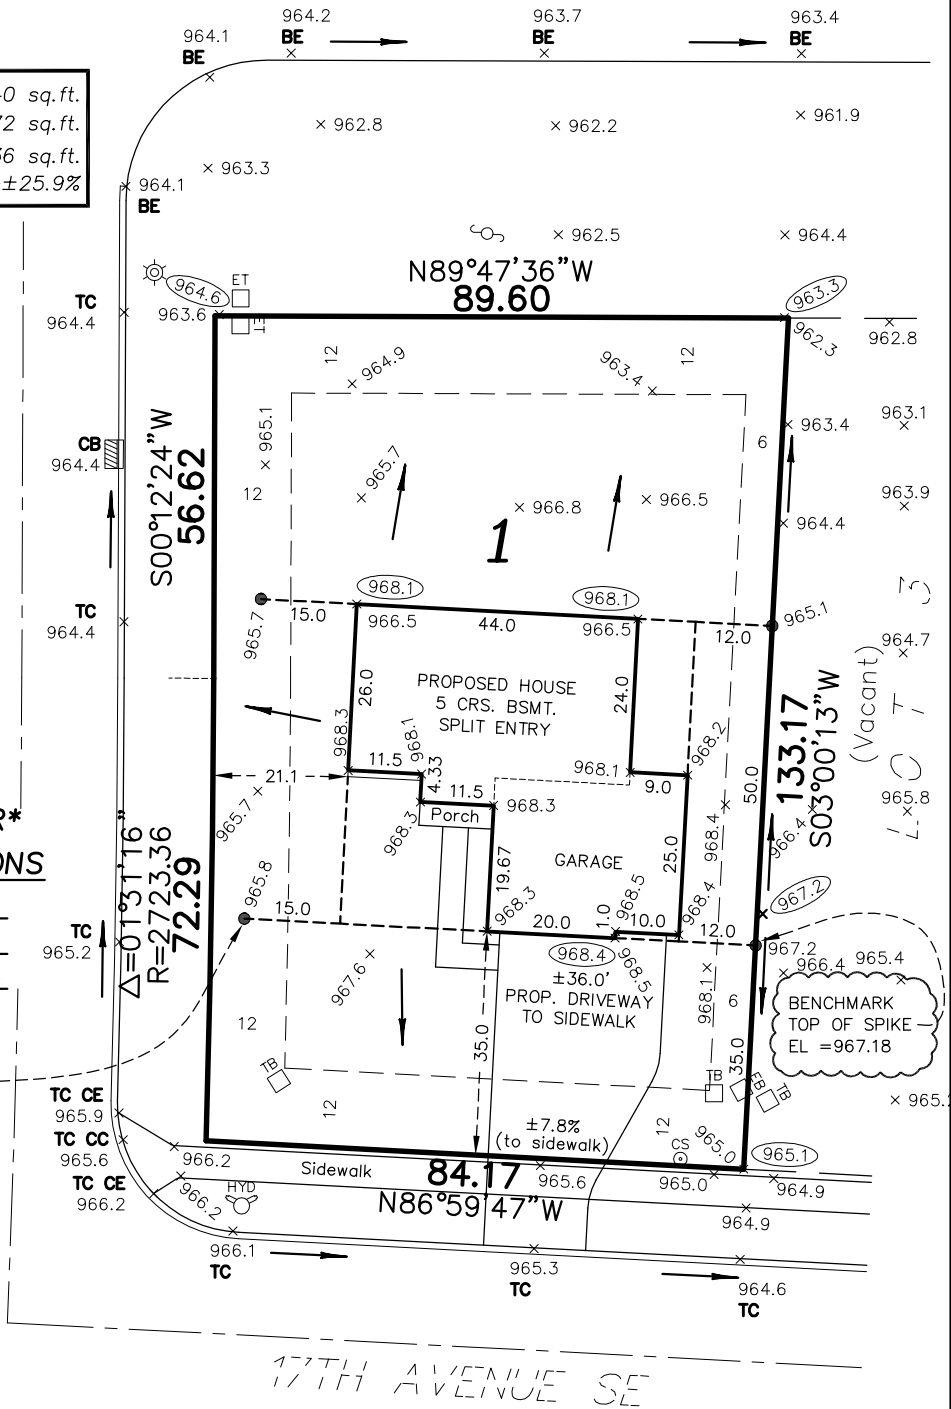 964.1
BE
964.2
BE
963.7
BE
963.4
BE
0 sq.ft.
72 sq.ft.
36 sq.ft.
±25.9%
962.8
962.2
961.9
963.3
964.1
BE
962.5
964.4
N89°47'36"W
89.60
ET
964.6
963.6
ET
TC
964.4
963.3
962.3
962.8
12
964.9
963.4
12
963.1
963.4
965.1
6
CB
964.4
S00°12'24"W
56.62
12
965.7
966.8
966.5
963.9
964.4
1
968.1
968.1
TC
964.4
965.7
15.0
966.5
44.0
966.5
12.0
965.1
964.7
LOT 3
(Vacant)
26.0
PROPOSED HOUSE
5 CRS. BSMT.
SPLIT ENTRY
24.0
133.17
S03°00'13"W
968.3
968.1
968.2
11.5
4.33
968.1
9.0
21.1
50.0
965.7
11.5
968.3
968.3
Porch
965.8
966.4
968.4
R*
ONS
△=01°31'16"
R=2723.36
72.29
965.8
19.67
GARAGE
25.0
968.5
968.4
967.2
15.0
968.3
20.0
1.0
10.0
12.0
TC
965.2
968.4
968.5
967.2
967.6
±36.0'
PROP. DRIVEWAY
TO SIDEWALK
968.1
966.4
965.4
6
BENCHMARK
TOP OF SPIKE
EL =967.18
12
35.0
35.0
TB
TB
EB
TB
965.
TC CE
965.9
12
±7.8%
(to sidewalk)
12
CS
965.0
965.1
TC CC
965.6
966.2
Sidewalk
84.17
965.6
965.0
964.9
TC CE
966.2
966.2
HYD
N86°59'47"W
964.9
966.1
TC
965.3
TC
964.6
TC
17TH AVENUE SE